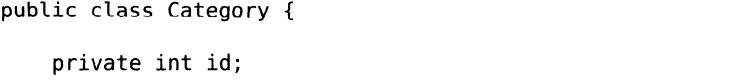 public class Category {
    private int id;